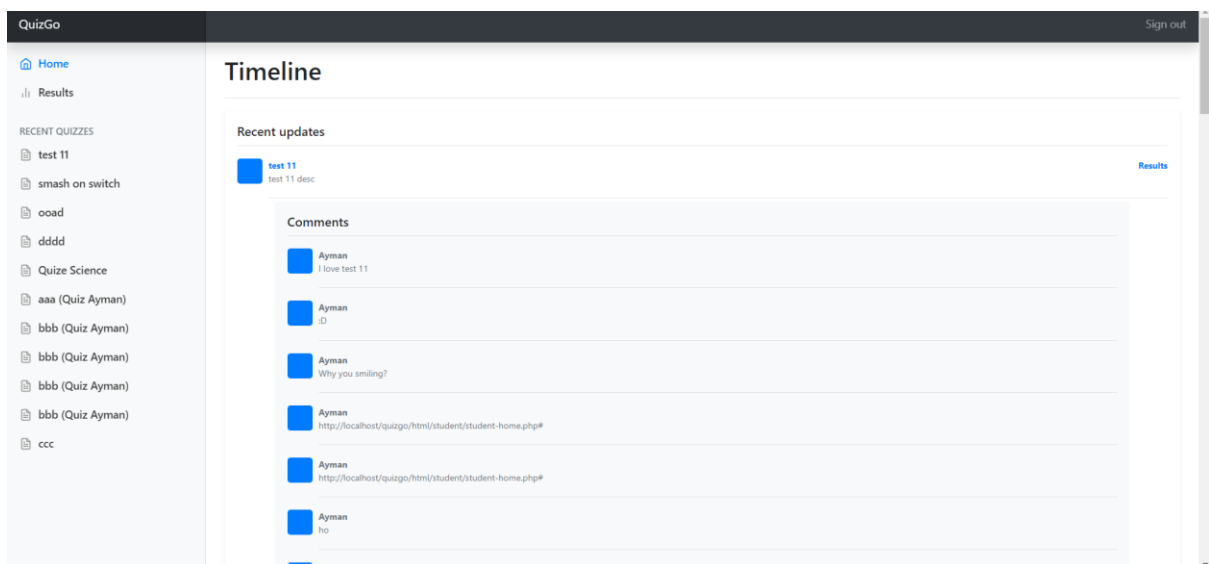 QuizGo
Sign out
Home
Results
RECENT QUIZZES
test 11
smash on switch
ooad
dddd
Quize Science
aaa (Quiz Ayman)
bbb (Quiz Ayman)
bbb (Quiz Ayman)
bbb (Quiz Ayman)
bbb (Quiz Ayman)
ccc
Timeline
Recent updates
test 11
Results
test 11 desc
Comments
Ayman
I love test 11
Ayman
:D
Ayman
Why you smiling?
Ayman
http://localhost/quizgo/html/student/student-home.php#
Ayman
http://localhost/quizgo/html/student/student-home.php#
Ayman
ho